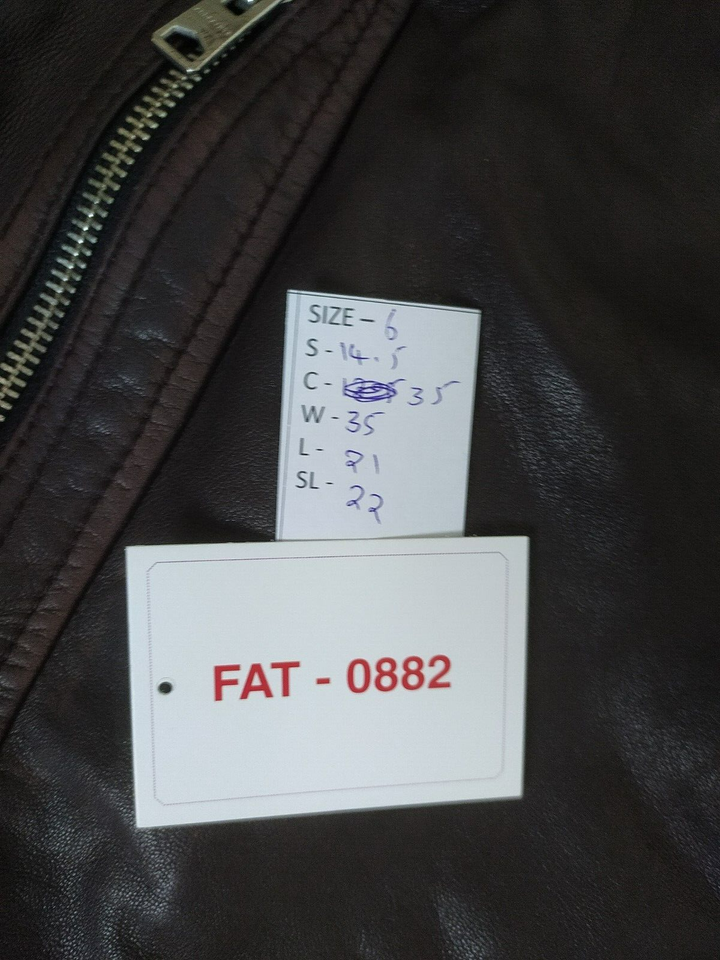 SIZE - 6
S - 14.5
C - 35
W - 35
L - 21
SL - 22
FAT - 0882